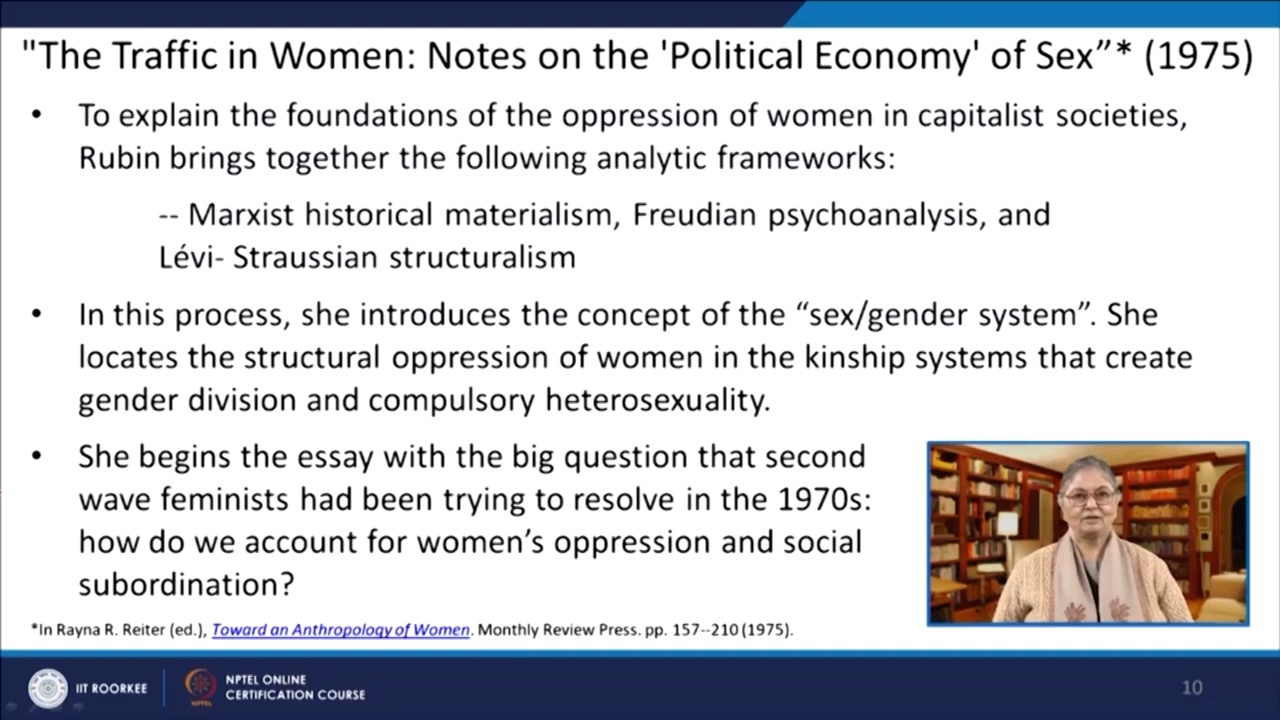 "The Traffic in Women: Notes on the 'Political Economy' of Sex”* (1975)
• To explain the foundations of the oppression of women in capitalist societies,
Rubin brings together the following analytic frameworks:
-- Marxist historical materialism, Freudian psychoanalysis, and
Lévi- Straussian structuralism
• In this process, she introduces the concept of the “sex/gender system”. She
locates the structural oppression of women in the kinship systems that create
gender division and compulsory heterosexuality.
• She begins the essay with the big question that second
wave feminists had been trying to resolve in the 1970s:
how do we account for women’s oppression and social
subordination?
*In Rayna R. Reiter (ed.), Toward an Anthropology of Women. Monthly Review Press. pp. 157--210 (1975).
IIT ROORKEE
NPTEL
NPTEL ONLINE
CERTIFICATION COURSE
10